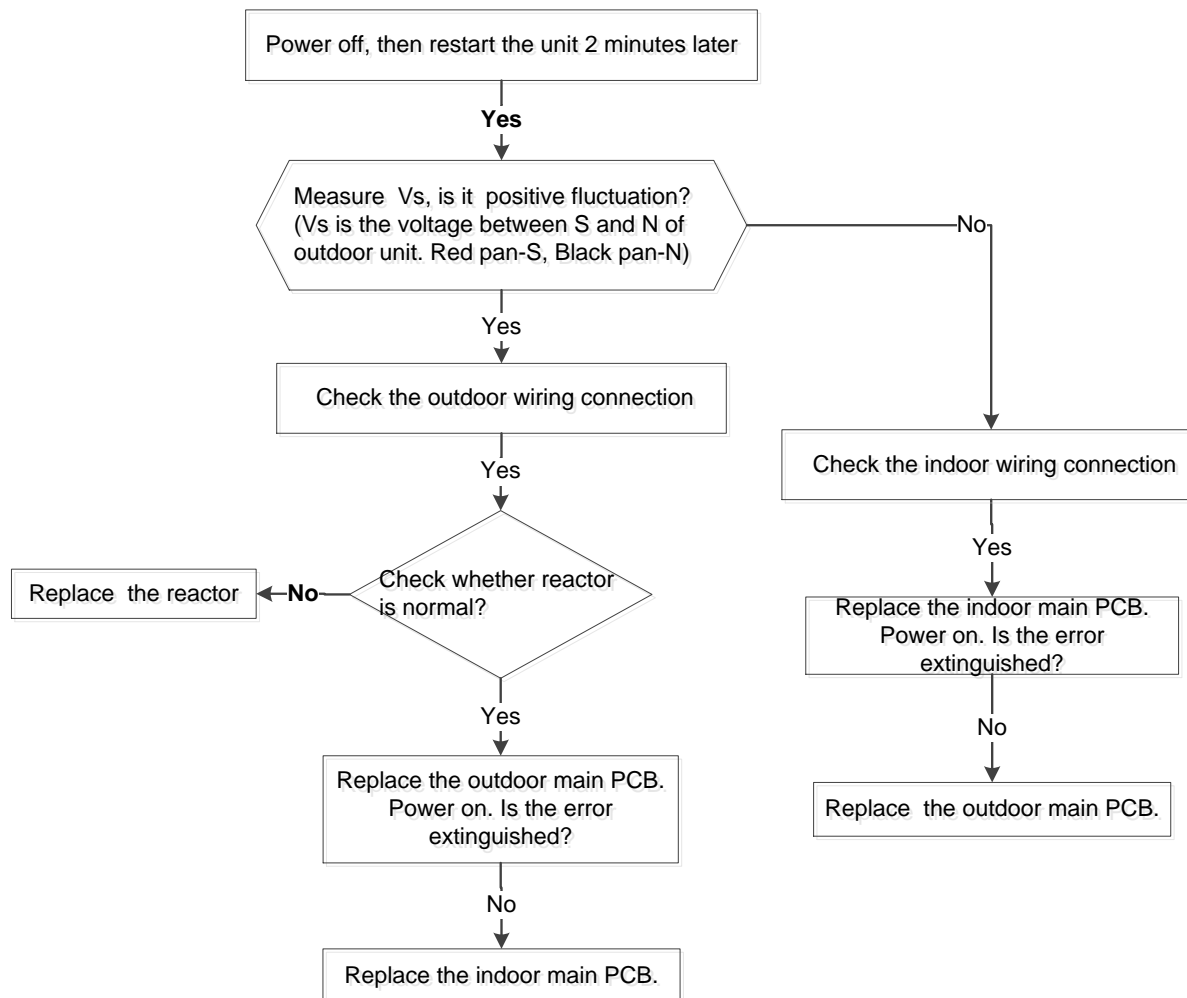 Power off, then restart the unit 2 minutes later
Yes
Measure Vs, is it positive fluctuation?
(Vs is the voltage between S and N of
outdoor unit. Red pan-S, Black pan-N)
No
Yes
Check the outdoor wiring connection
Check the indoor wiring connection
Yes
Yes
Replace the reactor
No
Check whether reactor
is normal?
Replace the indoor main PCB.
Power on. Is the error
extinguished?
Yes
No
Replace the outdoor main PCB.
Power on. Is the error
extinguished?
Replace the outdoor main PCB.
No
Replace the indoor main PCB.